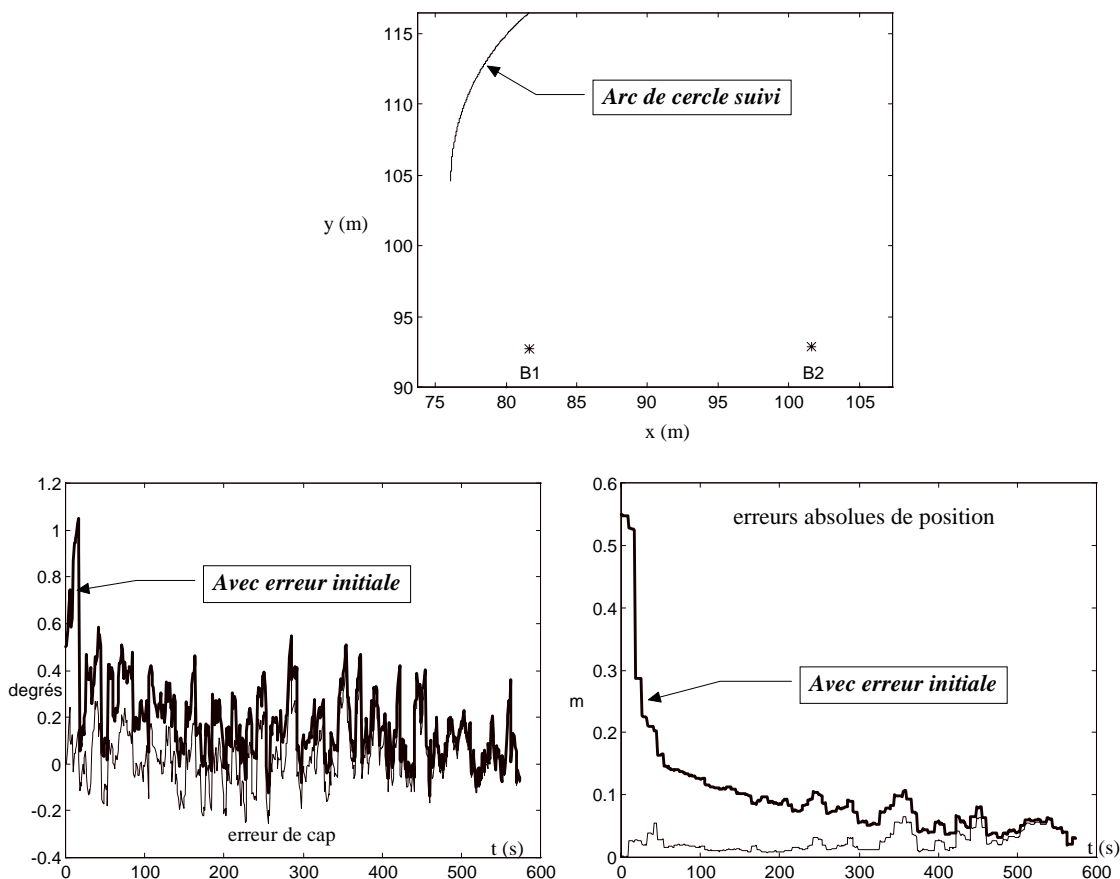 115
110
105
100
95
90
y (m)
Arc de cercle suivi
B1
B2
75 80 85 90 95 100 105
x (m)
1.2
1
0.8
0.6
0.4
degrés
0.2
0
-0.2
-0.4
Avec erreur initiale
erreur de cap
t (s)
0 100 200 300 400 500 600
0.6
0.5
0.4
0.3
m
0.2
0.1
0
erreurs absolues de position
Avec erreur initiale
t (s)
0 100 200 300 400 500 600